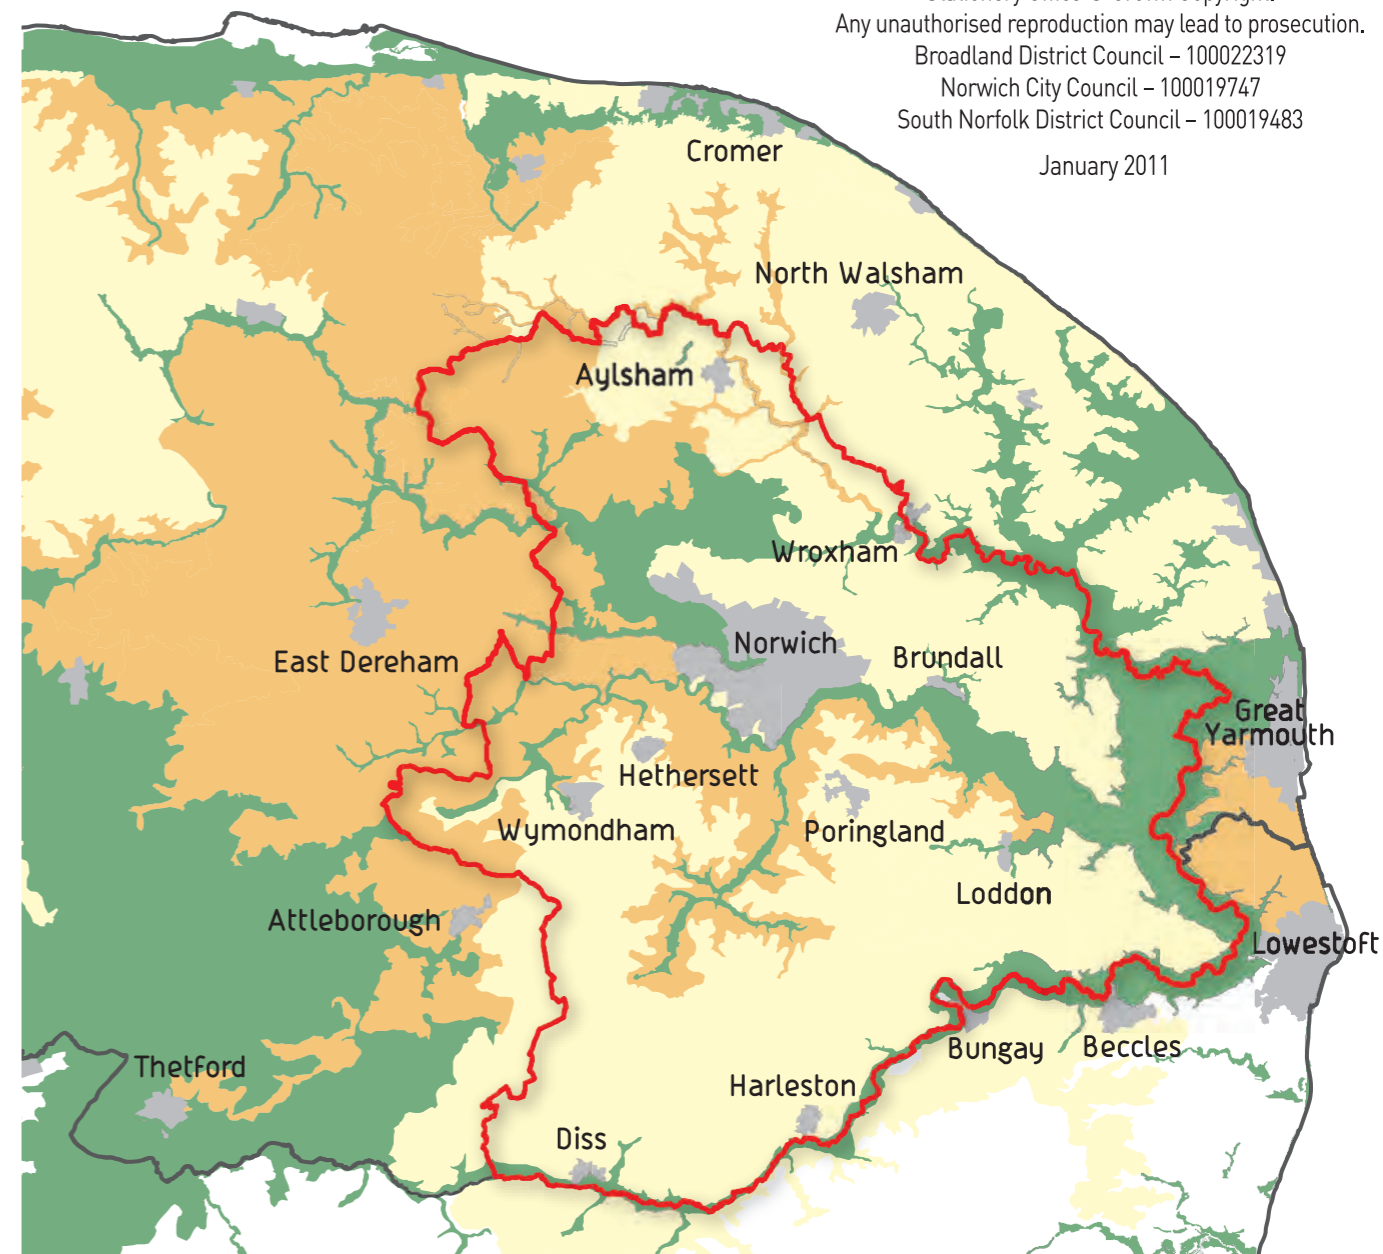 Any unauthorised reproduction may lead to prosecution.
Broadland District Council – 100022319
Norwich City Council – 100019747
South Norfolk District Council – 100019483
January 2011
Cromer
North Walsham
Aylsham
Wroxham
Norwich
Brundall
East Dereham
Great
Yarmouth
Hethersett
Wymondham
Poringland
Loddon
Attleborough
Lowestoft
Bungay
Beccles
Thetford
Harleston
Diss